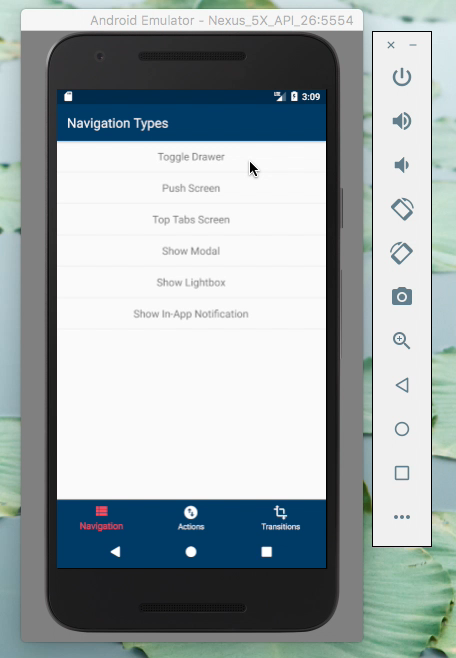 Android Emulator - Nexus_5X_API_26:5554
3:09
Navigation Types
Toggle Drawer
Push Screen
Top Tabs Screen
Show Modal
Show Lightbox
Show In-App Notification
Navigation
Actions
Transitions